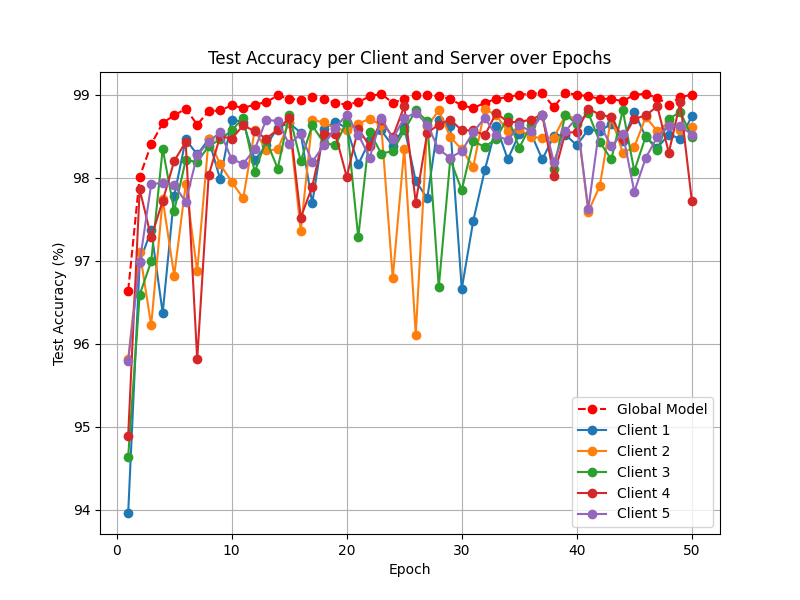 Test Accuracy per Client and Server over Epochs
99
98
97
96
95
94
Test Accuracy (%)
0 10 20 30 40 50
Epoch
Global Model
Client 1
Client 2
Client 3
Client 4
Client 5